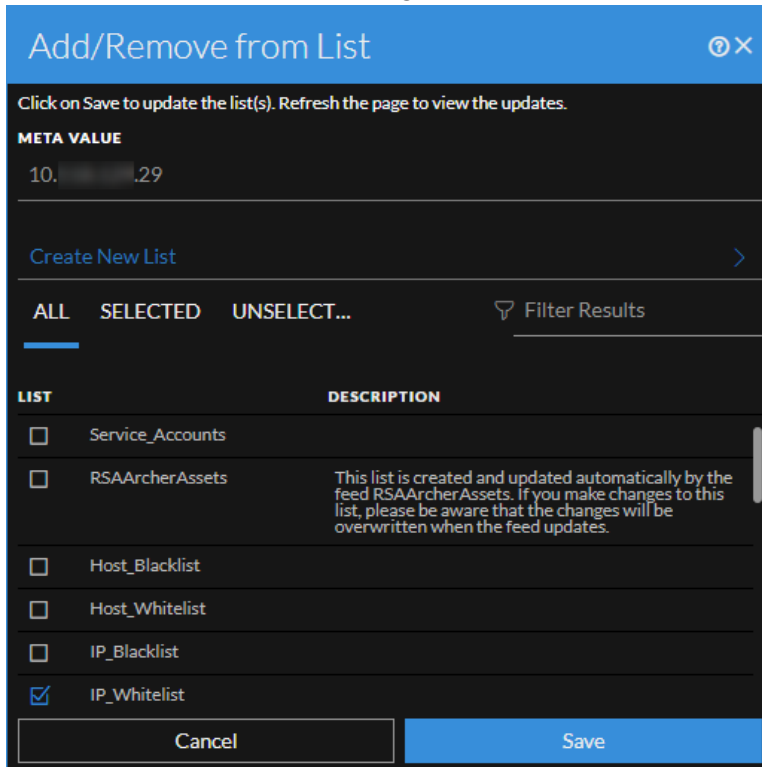 Add/Remove from List
Click on Save to update the list(s). Refresh the page to view the updates.
META VALUE
10. .29
Create New List
ALL SELECTED UNSELECT... Filter Results
LIST DESCRIPTION
Service_Accounts
RSAArcherAssets This list is created and updated automatically by the
feed RSAArcherAssets. If you make changes to this
list, please be aware that the changes will be
overwritten when the feed updates.
Host_Blacklist
Host_Whitelist
IP_Blacklist
IP_Whitelist
Cancel Save